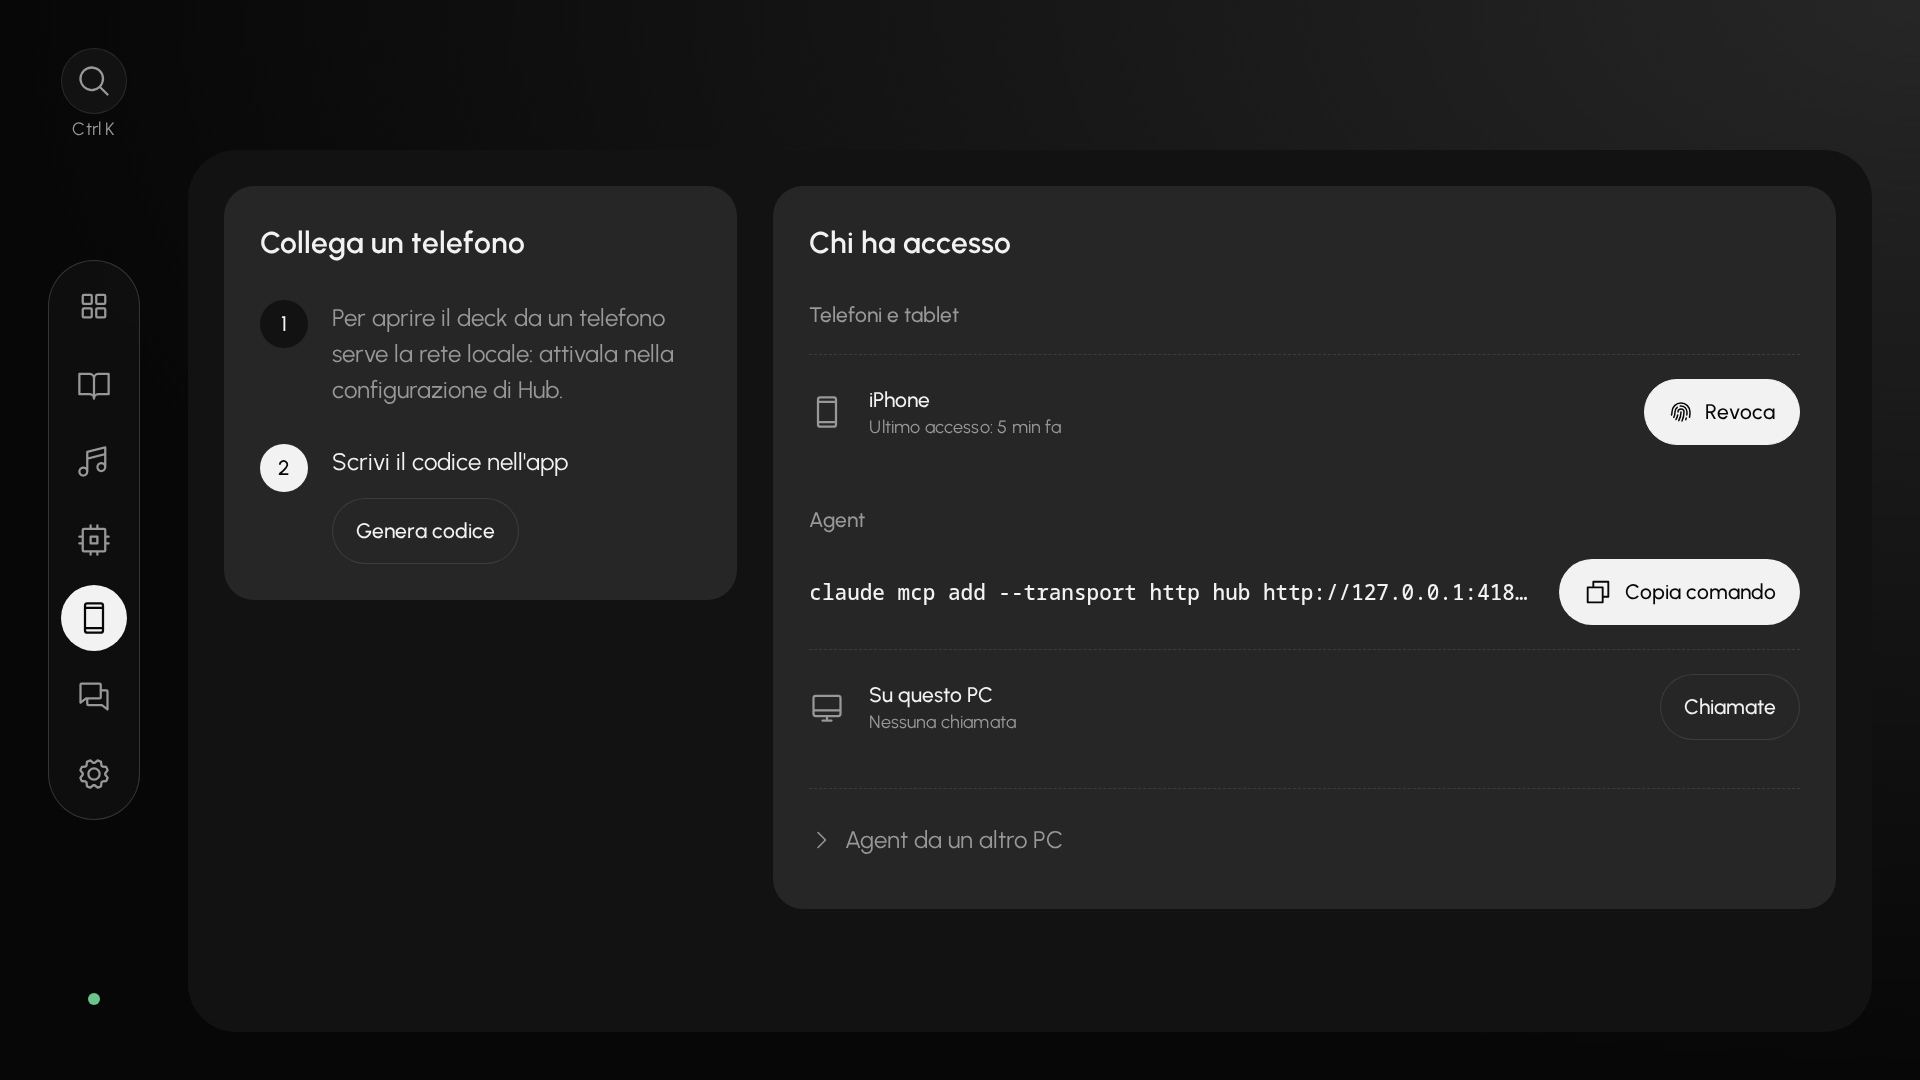 Ctrl K
Collega un telefono
1
Per aprire il deck da un telefono
serve la rete locale: attivala nella
configurazione di Hub.
2
Scrivi il codice nell'app
Genera codice
Chi ha accesso
Telefoni e tablet
iPhone
Ultimo accesso: 5 min fa
Revoca
Agent
claude mcp add --transport http hub http://127.0.0.1:418…
Copia comando
Su questo PC
Nessuna chiamata
Chiamate
Agent da un altro PC